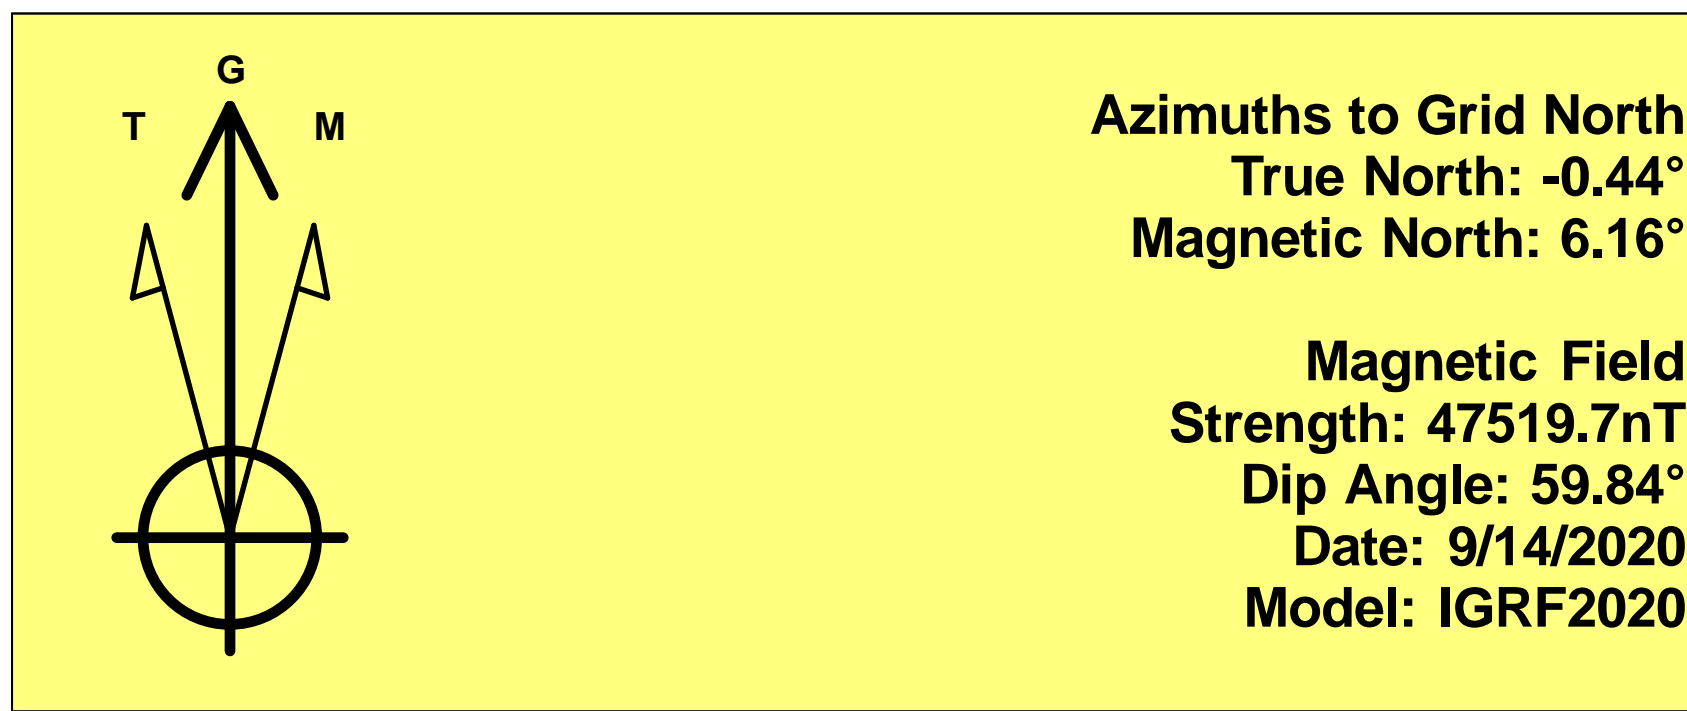 G
T M
Azimuths to Grid North
True North: -0.44°
Magnetic North: 6.16°
Magnetic Field
Strength: 47519.7nT
Dip Angle: 59.84°
Date: 9/14/2020
Model: IGRF2020